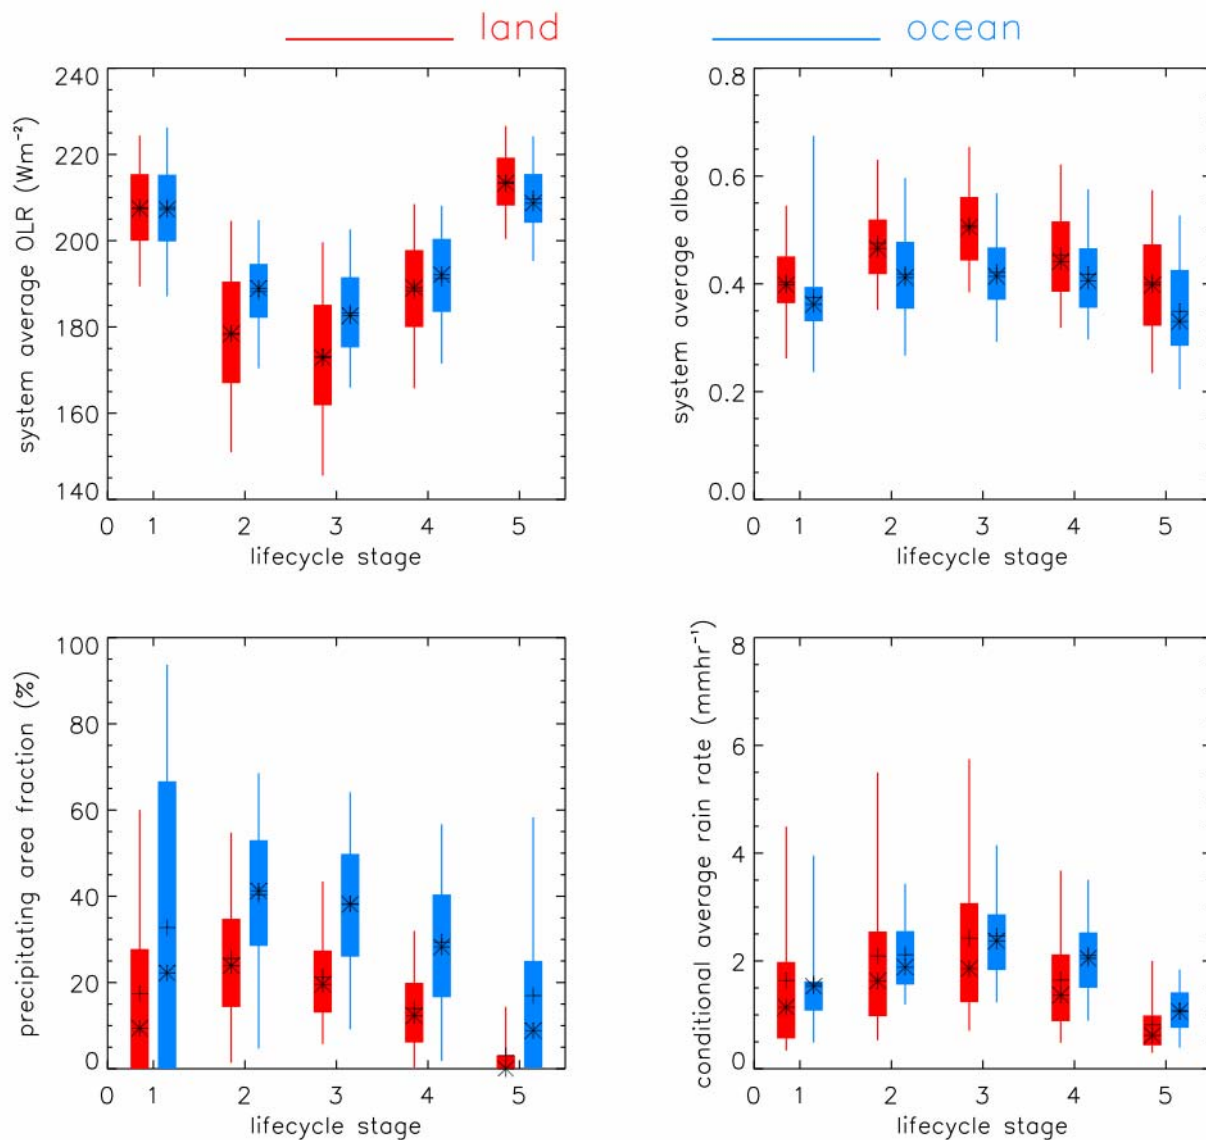 land
ocean
system average OLR (Wm⁻²)
240
220
200
180
160
140
0 1 2 3 4 5
lifecycle stage
system average albedo
0.8
0.6
0.4
0.2
0.0
0 1 2 3 4 5
lifecycle stage
precipitating area fraction (%)
100
80
60
40
20
0
0 1 2 3 4 5
lifecycle stage
conditional average rain rate (mmhr⁻¹)
8
6
4
2
0
0 1 2 3 4 5
lifecycle stage